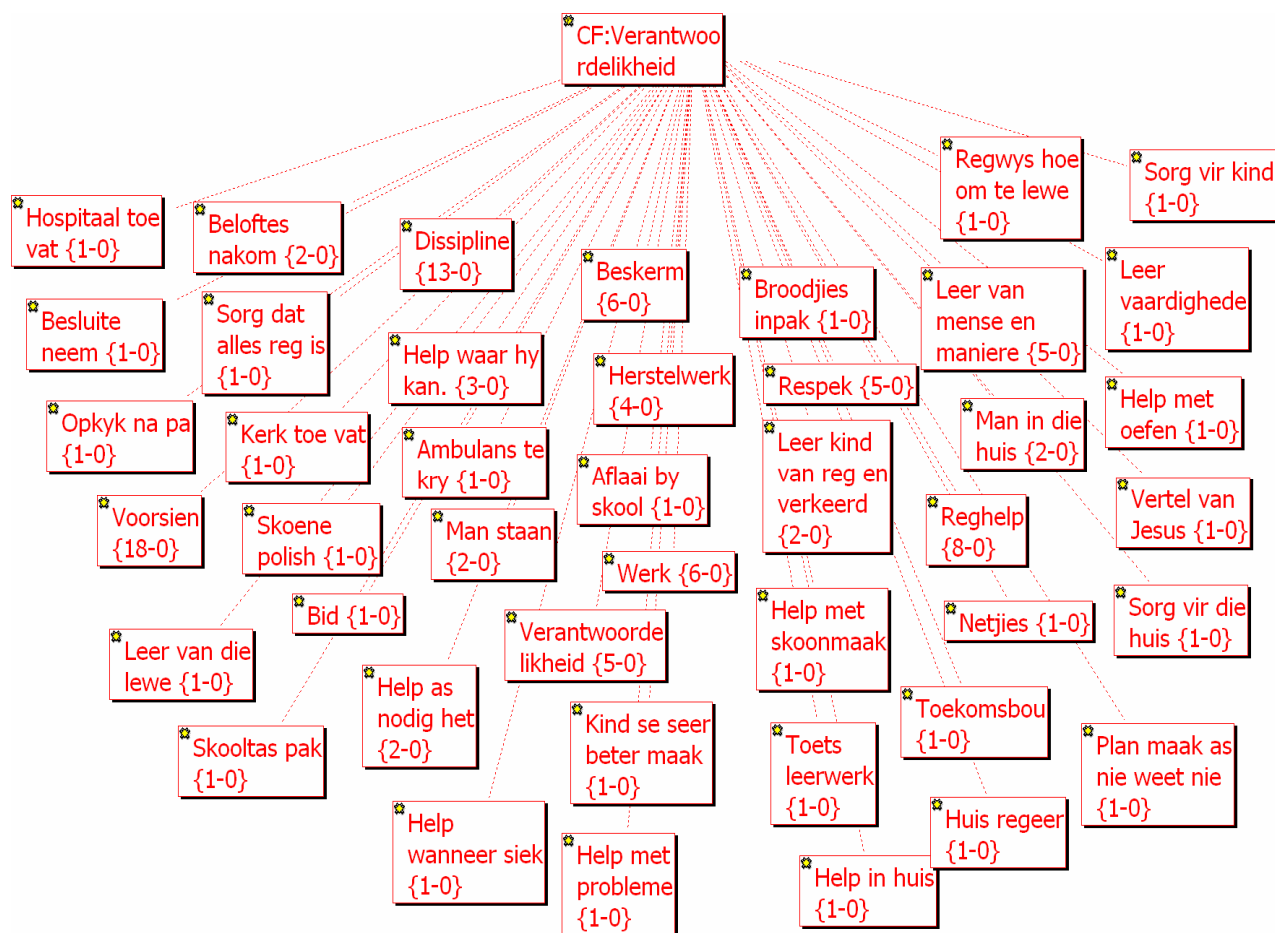 CF:Verantwoo
rdelikheid
Regwys hoe
om te lewe
{1-0}
Sorg vir kind
{1-0}
Hospitaal toe
vat {1-0}
Beloftes
nakom {2-0}
Dissipline
{13-0}
Beskerm
{6-0}
Broodjies
inpak {1-0}
Leer van
mense en
maniere {5-0}
Leer
vaardighede
{1-0}
Besluite
neem {1-0}
Sorg dat
alles reg is
{1-0}
Help waar hy
kan. {3-0}
Herstelwerk
{4-0}
Respek {5-0}
Man in die
huis {2-0}
Help met
oefen {1-0}
Opkyk na pa
{1-0}
Kerk toe vat
{1-0}
Ambulans te
kry {1-0}
Aflaai by
skool {1-0}
Leer kind
van reg en
verkeerd
{2-0}
Reghelp
{8-0}
Vertel van
Jesus {1-0}
Voorsien
{18-0}
Skoene
polish {1-0}
Man staan
{2-0}
Werk {6-0}
Help met
skoonmaak
{1-0}
Netjies {1-0}
Sorg vir die
huis {1-0}
Leer van die
lewe {1-0}
Bid {1-0}
Verantwoorde
likheid {5-0}
Help as
nodig het
{2-0}
Kind se seer
beter maak
{1-0}
Toekomsbou
{1-0}
Skooltas pak
{1-0}
Toets
leerwerk
{1-0}
Plan maak as
nie weet nie
{1-0}
Help
wanneer siek
{1-0}
Help met
probleme
{1-0}
Huis regeer
{1-0}
Help in huis
{1-0}